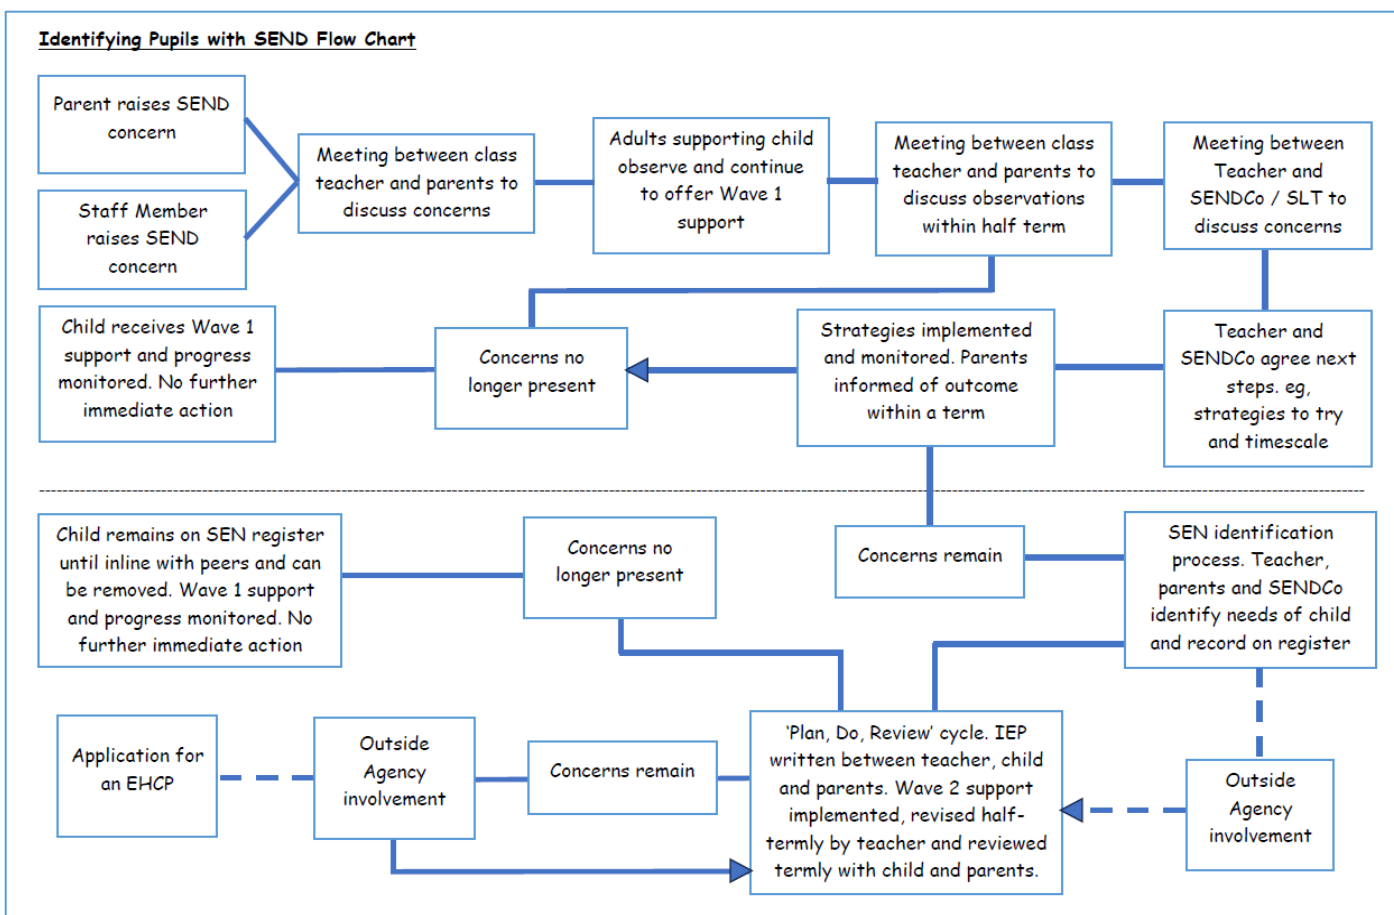 Identifying Pupils with SEND Flow Chart
Parent raises SEND
concern
Staff Member
raises SEND
concern
Meeting between class
teacher and parents to
discuss concerns
Adults supporting child
observe and continue
to offer Wave 1
support
Meeting between class
teacher and parents to
discuss observations
within half term
Meeting between
Teacher and
SENDCo / SLT to
discuss concerns
Child receives Wave 1
support and progress
monitored. No further
immediate action
Concerns no
longer present
Strategies implemented
and monitored. Parents
informed of outcome
within a term
Teacher and
SENDCo agree next
steps. eg,
strategies to try
and timescale
Child remains on SEN register
until inline with peers and can
be removed. Wave 1 support
and progress monitored. No
further immediate action
Concerns no
longer present
Concerns remain
SEN identification
process. Teacher,
parents and SENDCo
identify needs of child
and record on register
Application for
an EHCP
Outside
Agency
involvement
Concerns remain
‘Plan, Do, Review’ cycle. IEP
written between teacher, child
and parents. Wave 2 support
implemented, revised half-
termly by teacher and reviewed
termly with child and parents.
Outside
Agency
involvement